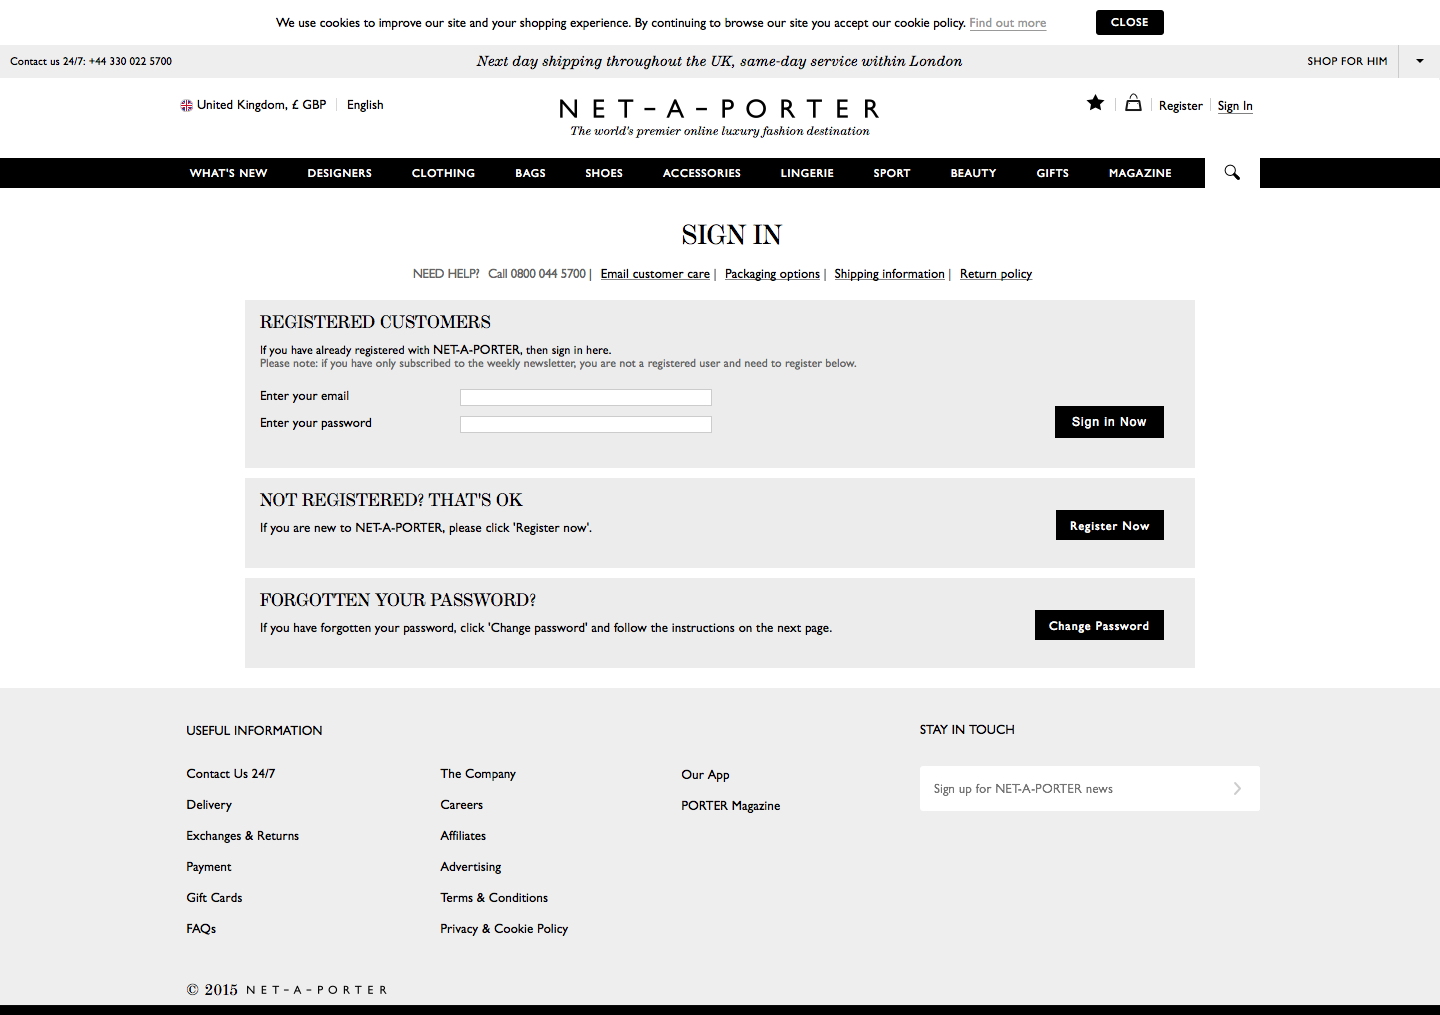 We use cookies to improve our site and your shopping experience. By continuing to browse our site you accept our cookie policy. Find out more
CLOSE
Contact us 24/7: +44 330 022 5700
Next day shipping throughout the UK, same-day service within London
SHOP FOR HIM
United Kingdom, £ GBP
English
NET-A-PORTER
The world's premier online luxury fashion destination
Register
Sign In
WHAT'S NEW DESIGNERS CLOTHING BAGS SHOES ACCESSORIES LINGERIE SPORT BEAUTY GIFTS MAGAZINE
SIGN IN
NEED HELP? Call 0800 044 5700 | Email customer care | Packaging options | Shipping information | Return policy
REGISTERED CUSTOMERS
If you have already registered with NET-A-PORTER, then sign in here.
Please note: if you have only subscribed to the weekly newsletter, you are not a registered user and need to register below.
Enter your email
Enter your password
Sign in Now
NOT REGISTERED? THAT'S OK
If you are new to NET-A-PORTER, please click 'Register now'.
Register Now
FORGOTTEN YOUR PASSWORD?
If you have forgotten your password, click 'Change password' and follow the instructions on the next page.
Change Password
USEFUL INFORMATION
Contact Us 24/7
Delivery
Exchanges & Returns
Payment
Gift Cards
FAQs
The Company
Careers
Affiliates
Advertising
Terms & Conditions
Privacy & Cookie Policy
Our App
PORTER Magazine
STAY IN TOUCH
Sign up for NET-A-PORTER news
© 2015 NET-A-PORTER